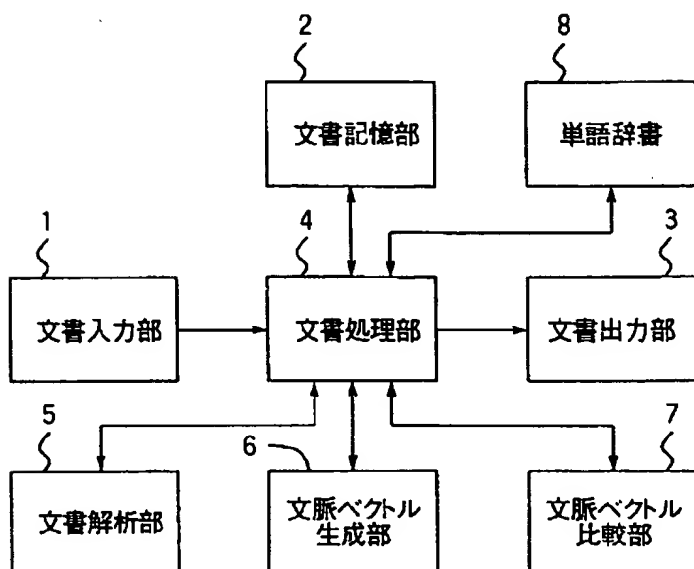 2
8
文書記憶部
単語辞書
1
4
3
文書入力部
文書処理部
文書出力部
5
6
7
文書解析部
文脈ベクトル
生成部
文脈ベクトル
比較部